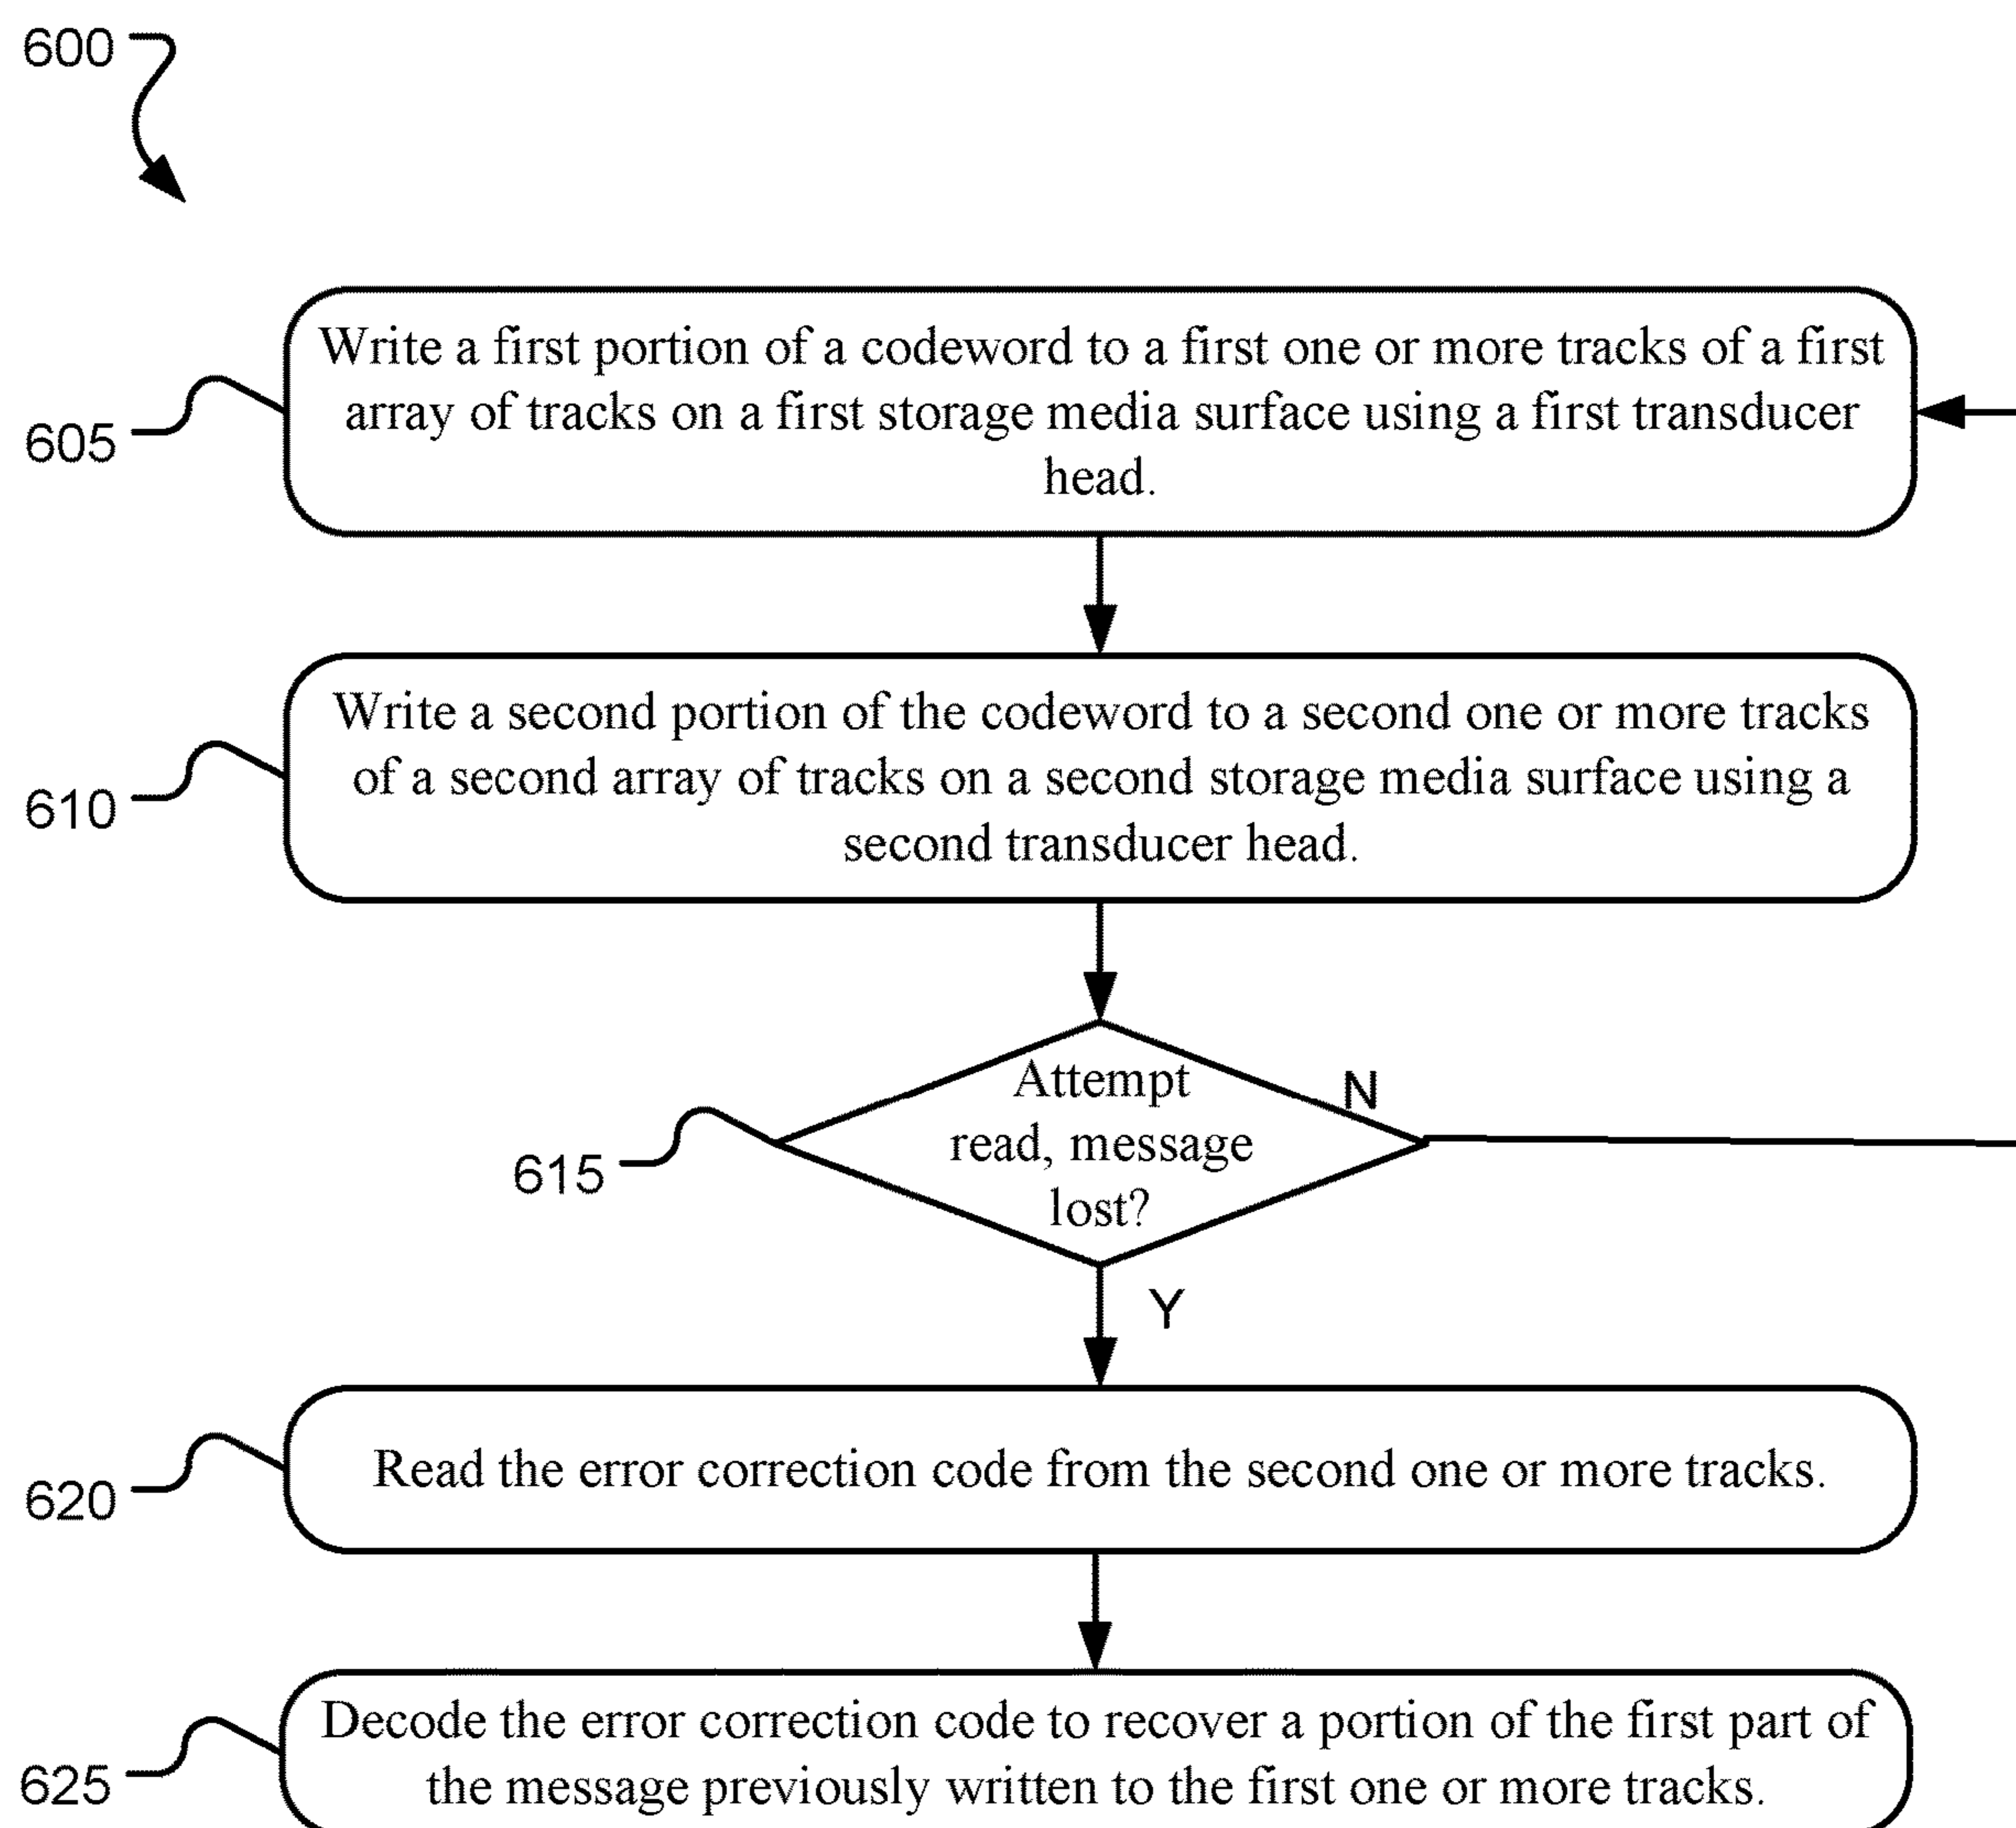 600
Write a first portion of a codeword to a first one or more tracks of a first
array of tracks on a first storage media surface using a first transducer
head.
605
Write a second portion of the codeword to a second one or more tracks
of a second array of tracks on a second storage media surface using a
second transducer head.
610
Attempt
read, message
lost?
N
615
Y
Read the error correction code from the second one or more tracks.
620
Decode the error correction code to recover a portion of the first part of
the message previously written to the first one or more tracks.
625